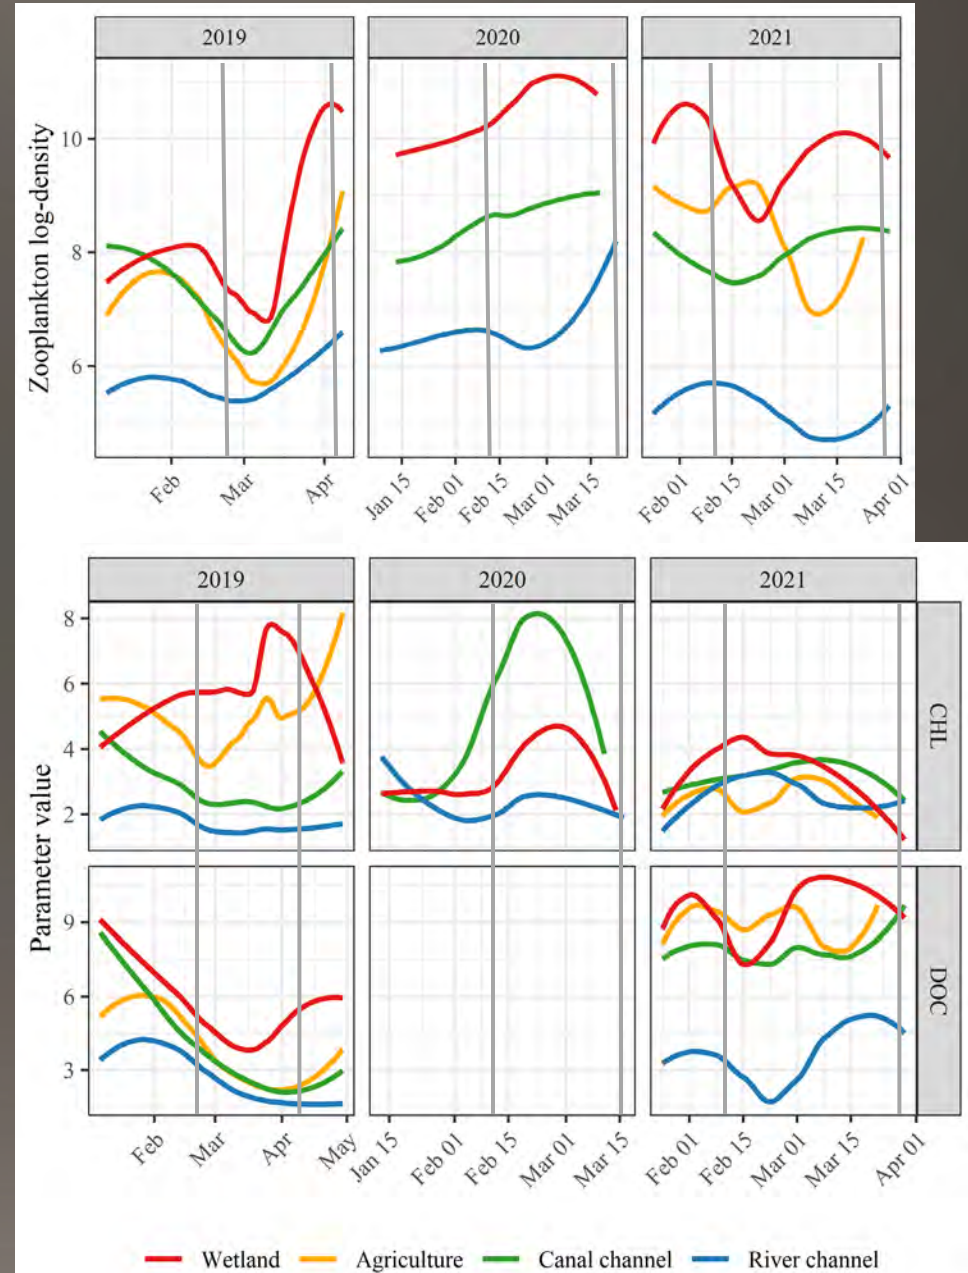 2019 2020 2021
Zooplankton log-density
10
8
6
Feb Mar Apr Jan 15 Feb 01 Feb 15 Mar 01 Mar 15 Feb 01 Feb 15 Mar 01 Mar 15 Apr 01
2019 2020 2021
Parameter value
8
6
4
2
CHL
9
6
3
DOC
Feb Mar Apr May Jan 15 Feb 01 Feb 15 Mar 01 Mar 15 Feb 01 Feb 15 Mar 01 Mar 15 Apr 01
Wetland Agriculture Canal channel River channel